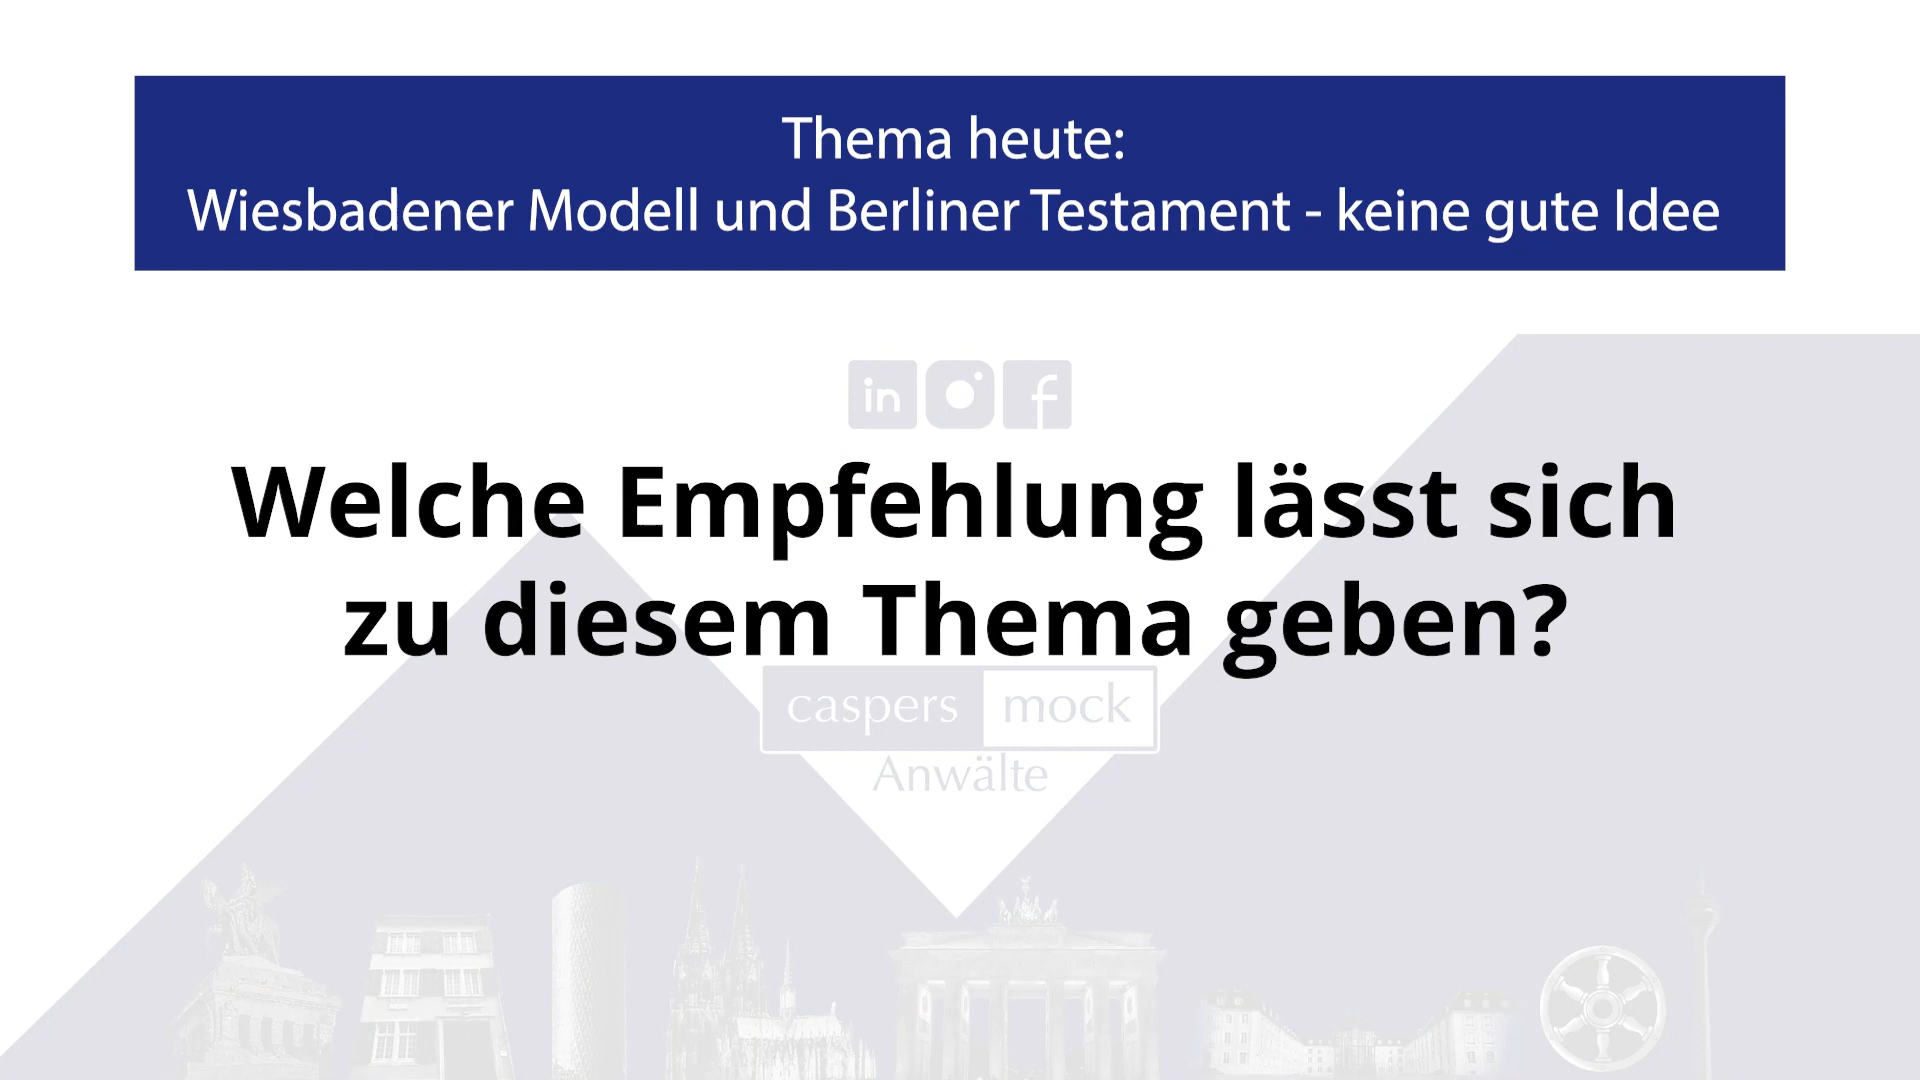 Thema heute:
Wiesbadener Modell und Berliner Testament - keine gute Idee
in f
Welche Empfehlung lässt sich
zu diesem Thema geben?
caspers mock
Anwälte